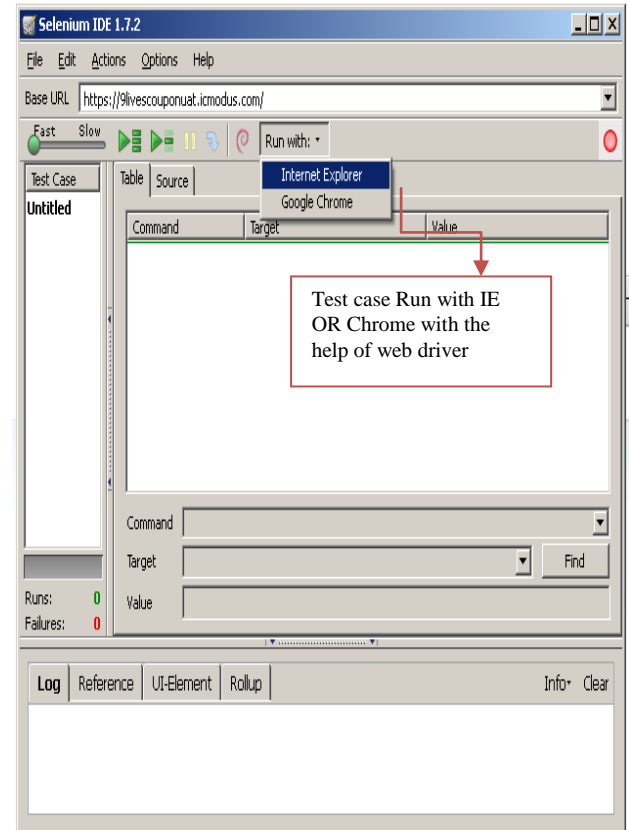 Selenium IDE 1.7.2
File Edit Actions Options Help
Base URL https://9livescouponuat.icmodus.com/
Fast Slow Run with:
Internet Explorer
Google Chrome
Test Case
Untitled
Table Source
Command Target Value
Test case Run with IE
OR Chrome with the
help of web driver
Command
Target Find
Value
Runs: 0
Failures: 0
Log Reference UI-Element Rollup Info Clear